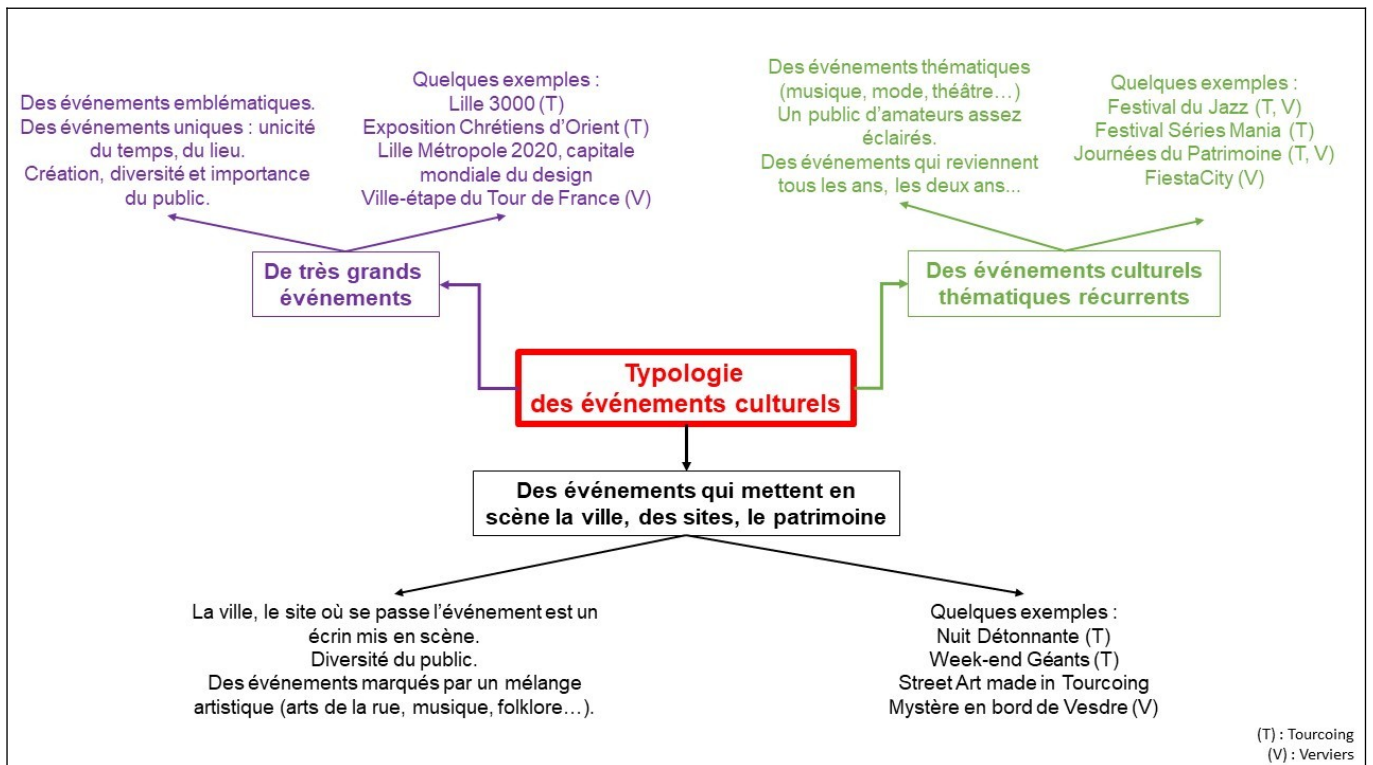 Des événements emblématiques.
Des événements uniques : unicité
du temps, du lieu.
Création, diversité et importance
du public.
Quelques exemples :
Lille 3000 (T)
Exposition Chrétiens d’Orient (T)
Lille Métropole 2020, capitale
mondiale du design
Ville-étape du Tour de France (V)
Des événements thématiques
(musique, mode, théâtre…)
Un public d’amateurs assez
éclairés.
Des événements qui reviennent
tous les ans, les deux ans...
Quelques exemples :
Festival du Jazz (T, V)
Festival Séries Mania (T)
Journées du Patrimoine (T, V)
FiestaCity (V)
De très grands
événements
Des événements culturels
thématiques récurrents
Typologie
des événements culturels
Des événements qui mettent en
scène la ville, des sites, le patrimoine
La ville, le site où se passe l’événement est un
écrin mis en scène.
Diversité du public.
Des événements marqués par un mélange
artistique (arts de la rue, musique, folklore…).
Quelques exemples :
Nuit Détonnante (T)
Week-end Géants (T)
Street Art made in Tourcoing
Mystère en bord de Vesdre (V)
(T) : Tourcoing
(V) : Verviers